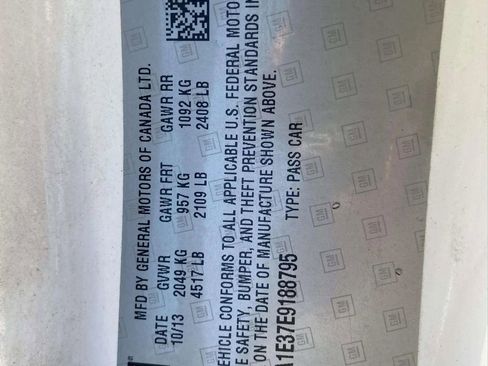 MFD BY GENERAL MOTORS OF CANADA LTD.
DATE GVWR GAWR FRT GAWR RR
10/13 2049 KG 957 KG 1092 KG
4517 LB 2109 LB 2408 LB
EHICLE CONFORMS TO ALL APPLICABLE U.S. FEDERAL MOTO
E SAFETY, BUMPER, AND THEFT PREVENTION STANDARDS IN
ON THE DATE OF MANUFACTURE SHOWN ABOVE.
1E37E9188795 TYPE: PASS CAR